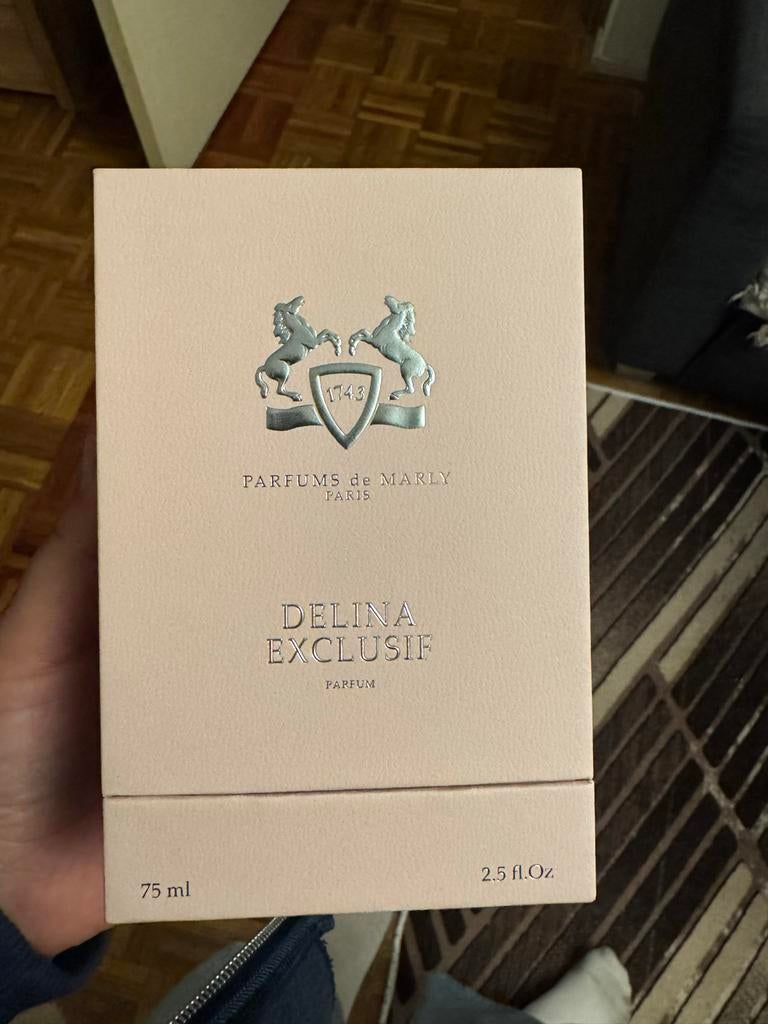 1743
PARFUMS de MARLY
PARIS
DELINA
EXCLUSIF
PARFUM
75 ml
2.5 fl.Oz